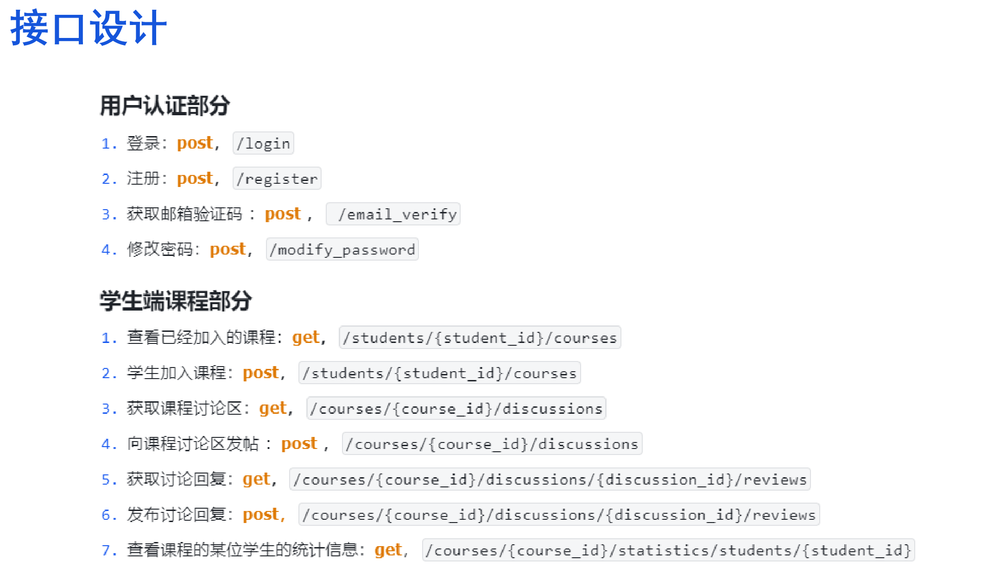 接口设计
用户认证部分
1. 登录：post， /login
2. 注册：post， /register
3. 获取邮箱验证码 ：post ， /email_verify
4. 修改密码：post， /modify_password
学生端课程部分
1. 查看已经加入的课程：get， /students/{student_id}/courses
2. 学生加入课程：post， /students/{student_id}/courses
3. 获取课程讨论区：get， /courses/{course_id}/discussions
4. 向课程讨论区发帖 ：post ， /courses/{course_id}/discussions
5. 获取讨论回复：get， /courses/{course_id}/discussions/{discussion_id}/reviews
6. 发布讨论回复：post， /courses/{course_id}/discussions/{discussion_id}/reviews
7. 查看课程的某位学生的统计信息：get， /courses/{course_id}/statistics/students/{student_id}